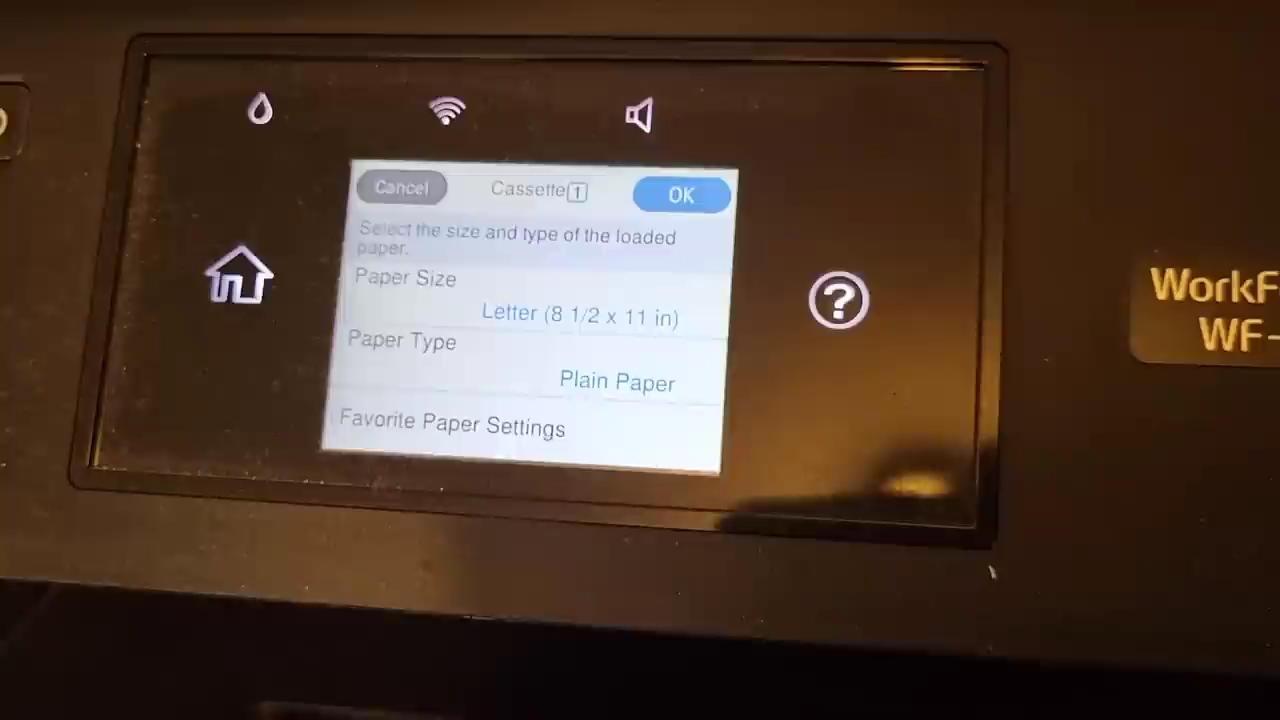 Cancel
Cassette 1
OK
Select the size and type of the loaded
paper.
Paper Size
Letter (8 1/2 x 11 in)
Paper Type
Plain Paper
Favorite Paper Settings
?
WorkF
WF-